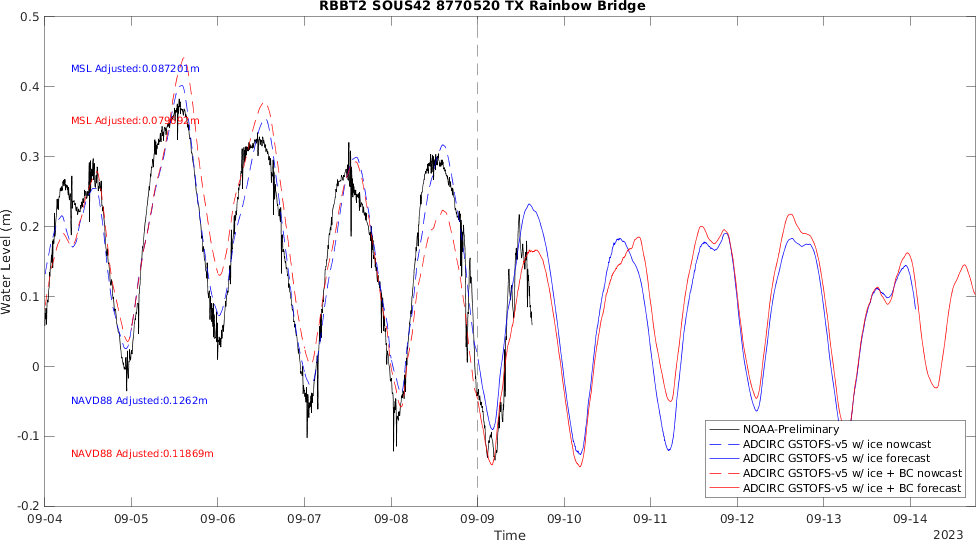 RBBT2 SOUS42 8770520 TX Rainbow Bridge
0.5
0.4
0.3
0.2
0.1
0
-0.1
-0.2
Water Level (m)
MSL Adjusted:0.087201m
MSL Adjusted:
NAVD88 Adjusted:0.1262m
NAVD88 Adjusted:0.11869m
NOAA-Preliminary
ADCIRC GSTOFS-v5 w/ ice nowcast
ADCIRC GSTOFS-v5 w/ ice forecast
ADCIRC GSTOFS-v5 w/ ice + BC nowcast
ADCIRC GSTOFS-v5 w/ ice + BC forecast
09-04 09-05 09-06 09-07 09-08 09-09 09-10 09-11 09-12 09-13 09-14
Time
2023